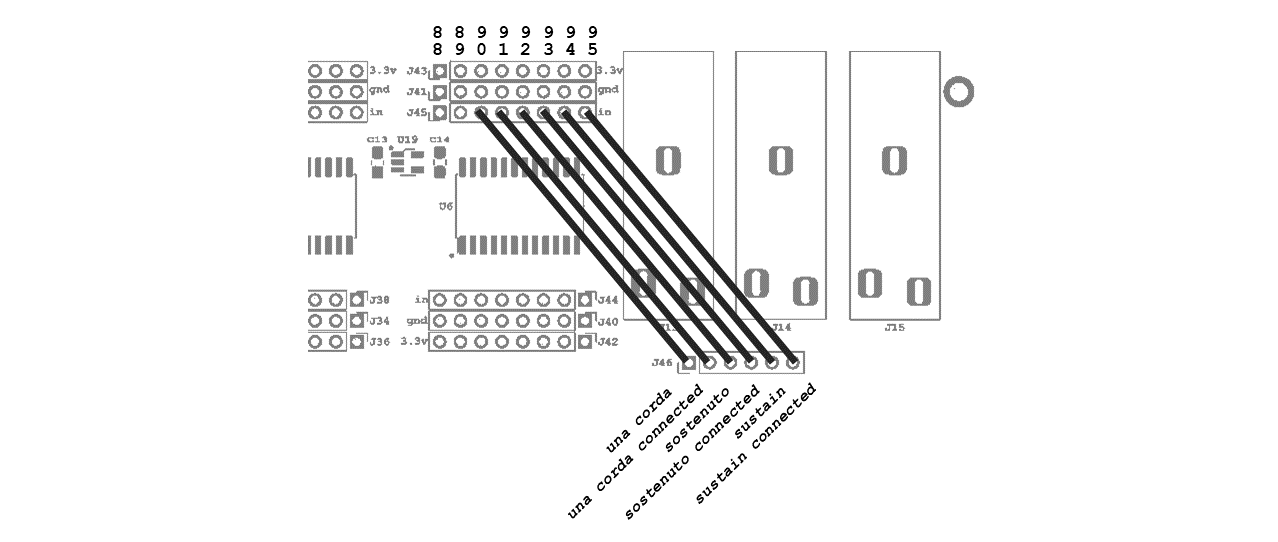 8 8 9 9 9 9 9 9
8 9 0 1 2 3 4 5
3.3v J43 3.3v
gnd J41 gnd
in J45 in
C13 U19 C14
U6
J38 in J44
J34 gnd J40
J36 3.3v J42
J14 J15
J46
una corda
una corda connected
sostenuto
sostenuto connected
sustain
sustain connected